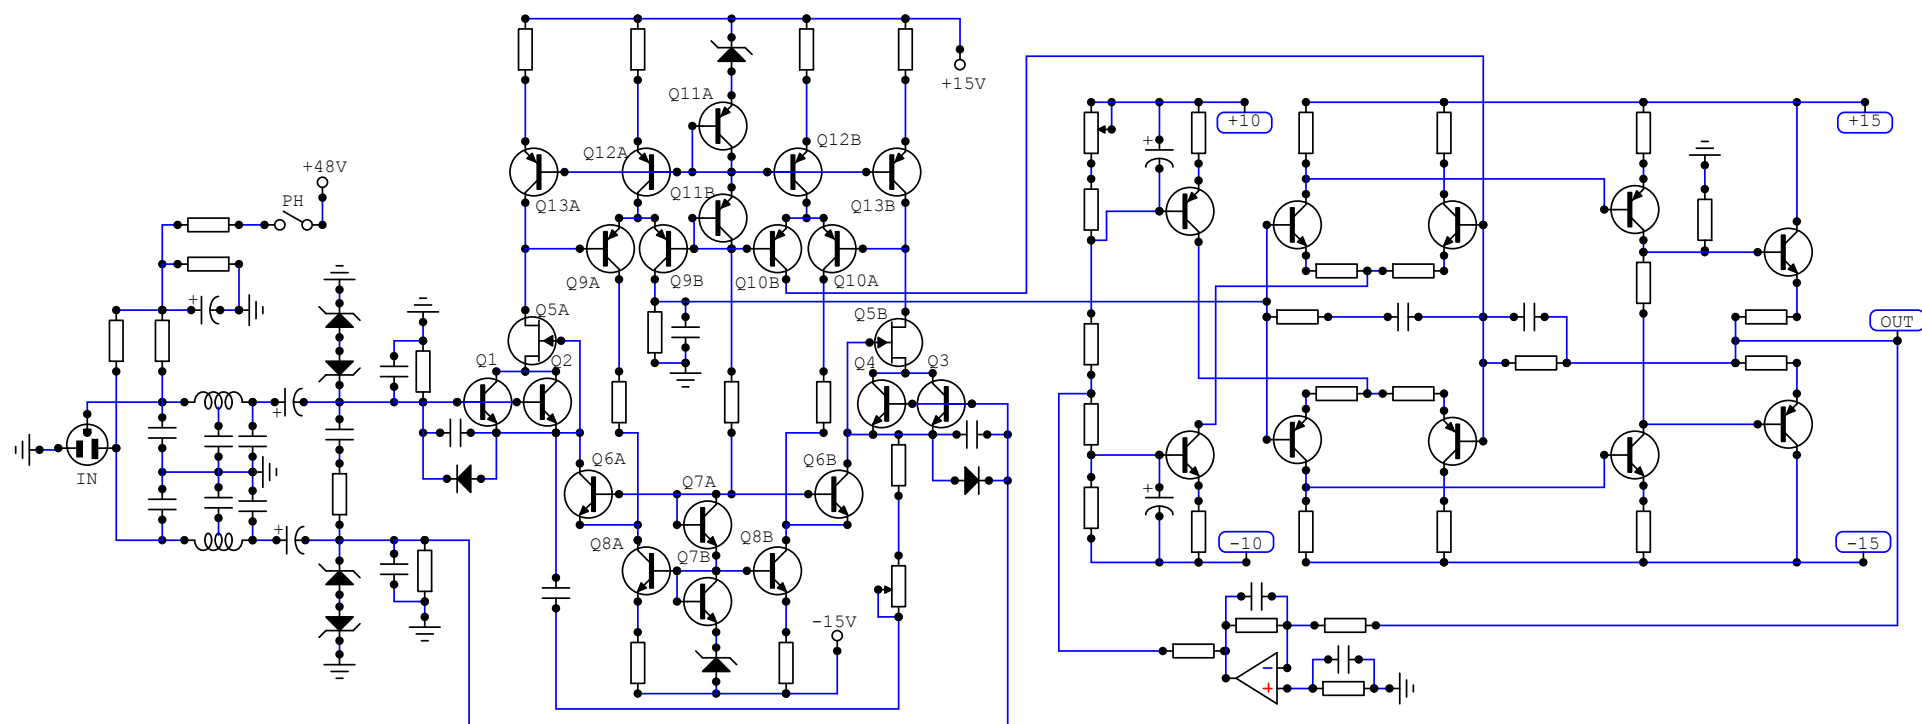 +15V
Q11A
+10
+15
Q12A
Q12B
+48V
PH
Q11B
Q13A
Q13B
Q9A
Q9B
Q10B
Q10A
Q5A
Q5B
OUT
Q1
Q2
Q4
Q3
IN
Q6A
Q7A
Q6B
Q8A
Q7B
Q8B
-10
-15
-15V
+
+
+
+
+
-
+